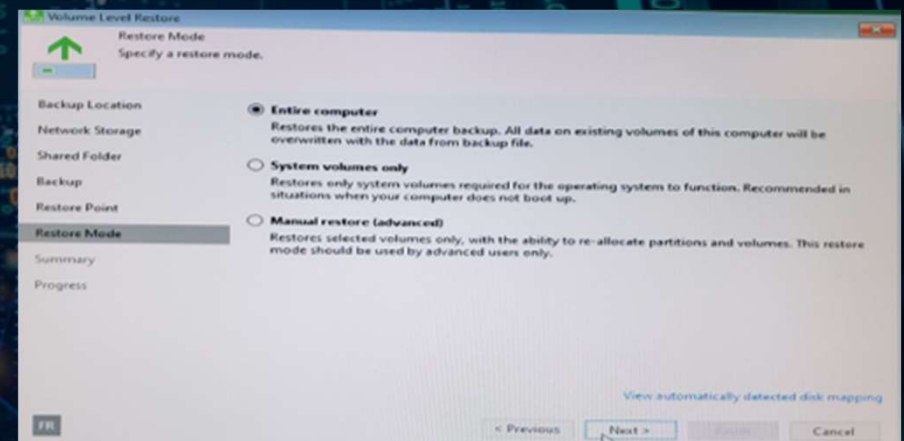 Volume Level Restore
Restore Mode
Specify a restore mode.
Backup Location
Network Storage
Shared Folder
Backup
Restore Point
Restore Mode
Summary
Progress
Entire computer
Restores the entire computer backup. All data on existing volumes of this computer will be
overwritten with the data from backup file.
System volumes only
Restores only system volumes required for the operating system to function. Recommended in
situations when your computer does not boot up.
Manual restore (advanced)
Restores selected volumes only, with the ability to re-allocate partitions and volumes. This restore
mode should be used by advanced users only.
View automatically detected disk mapping
FR
< Previous
Next >
Cancel